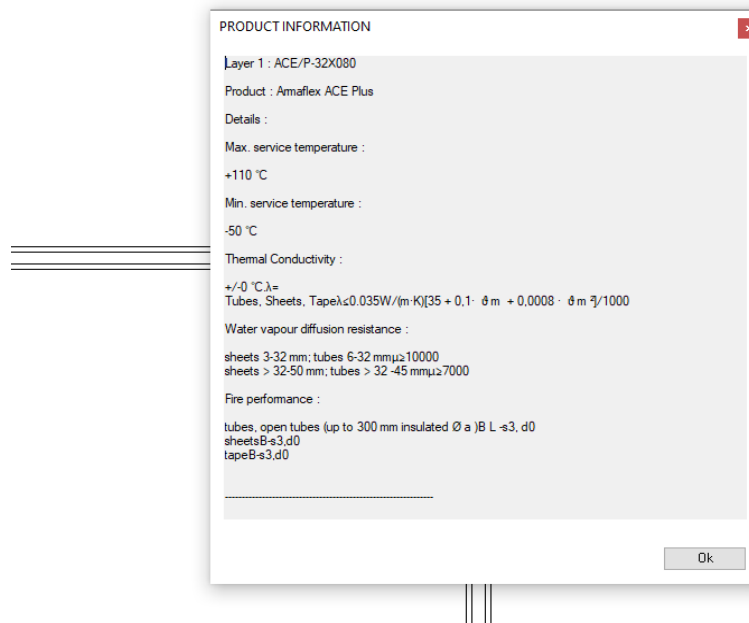 PRODUCT INFORMATION
Layer 1 : ACE/P-32X080
Product : Armaflex ACE Plus
Details :
Max. service temperature :
+110 °C
Min. service temperature :
-50 °C
Thermal Conductivity :
+/-0 °C.λ=
Tubes, Sheets, Tapeλ≤0.035W/(m·K)[35 + 0,1· ϑm + 0,0008 · ϑm²]/1000
Water vapour diffusion resistance :
sheets 3-32 mm; tubes 6-32 mmμ≥10000
sheets > 32-50 mm; tubes > 32 -45 mmμ≥7000
Fire performance :
tubes, open tubes (up to 300 mm insulated Ø a )B L -s3, d0
sheetsB-s3,d0
tapeB-s3,d0
--------------------------------------------------------------
Ok